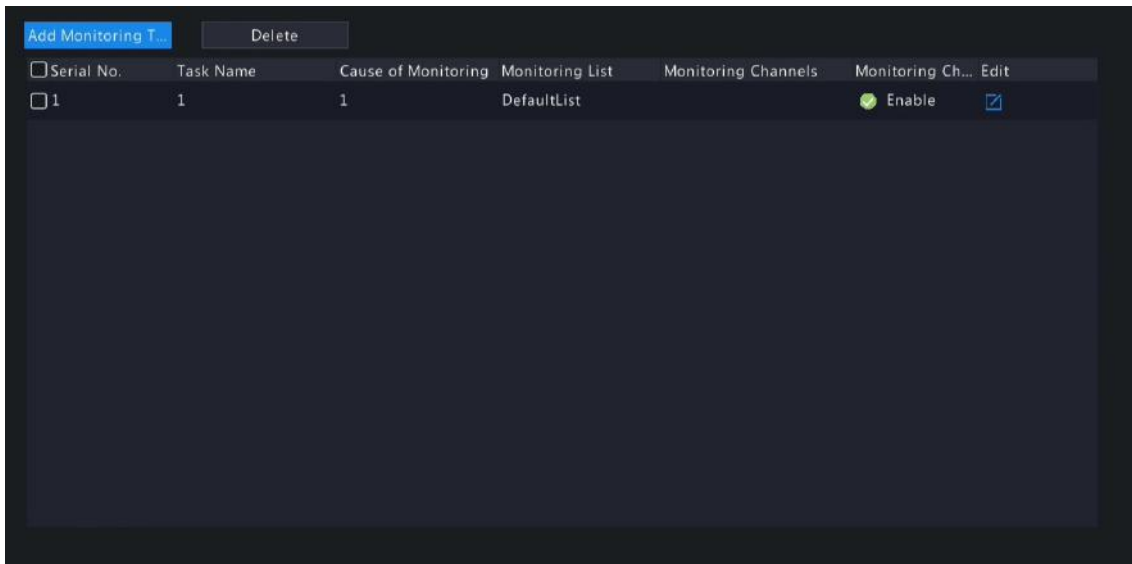 Add Monitoring T... Delete
Serial No. Task Name Cause of Monitoring Monitoring List Monitoring Channels Monitoring Ch... Edit
1 1 1 DefaultList Enable